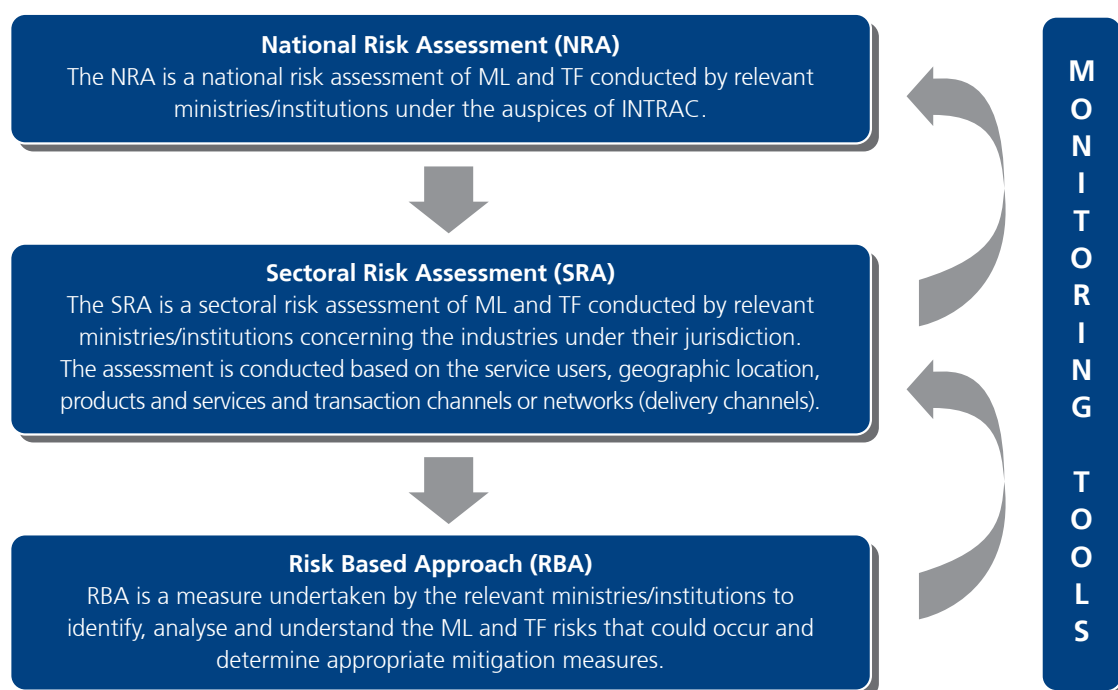 National Risk Assessment (NRA)
The NRA is a national risk assessment of ML and TF conducted by relevant
ministries/institutions under the auspices of INTRAC.
Sectoral Risk Assessment (SRA)
The SRA is a sectoral risk assessment of ML and TF conducted by relevant
ministries/institutions concerning the industries under their jurisdiction.
The assessment is conducted based on the service users, geographic location,
products and services and transaction channels or networks (delivery channels).
Risk Based Approach (RBA)
RBA is a measure undertaken by the relevant ministries/institutions to
identify, analyse and understand the ML and TF risks that could occur and
determine appropriate mitigation measures.
MONITORING TOOLS